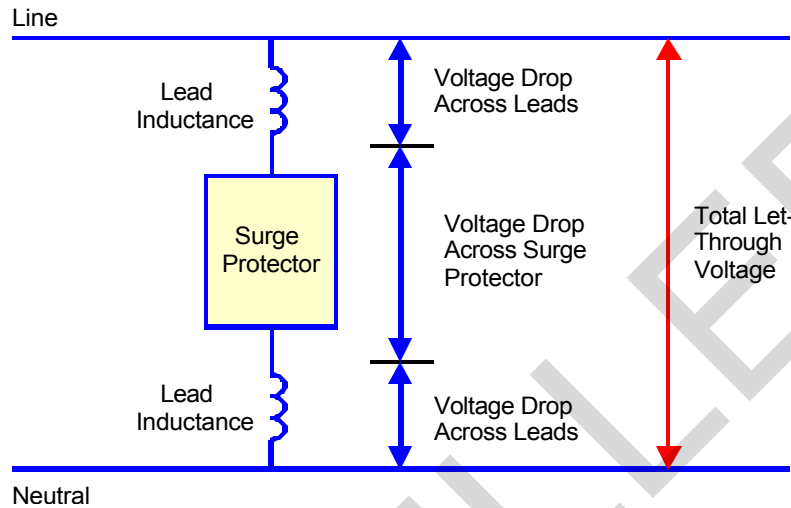 Line
Lead
Inductance
Voltage Drop
Across Leads
Surge
Protector
Voltage Drop
Across Surge
Protector
Total Let-
Through
Voltage
Lead
Inductance
Voltage Drop
Across Leads
Neutral